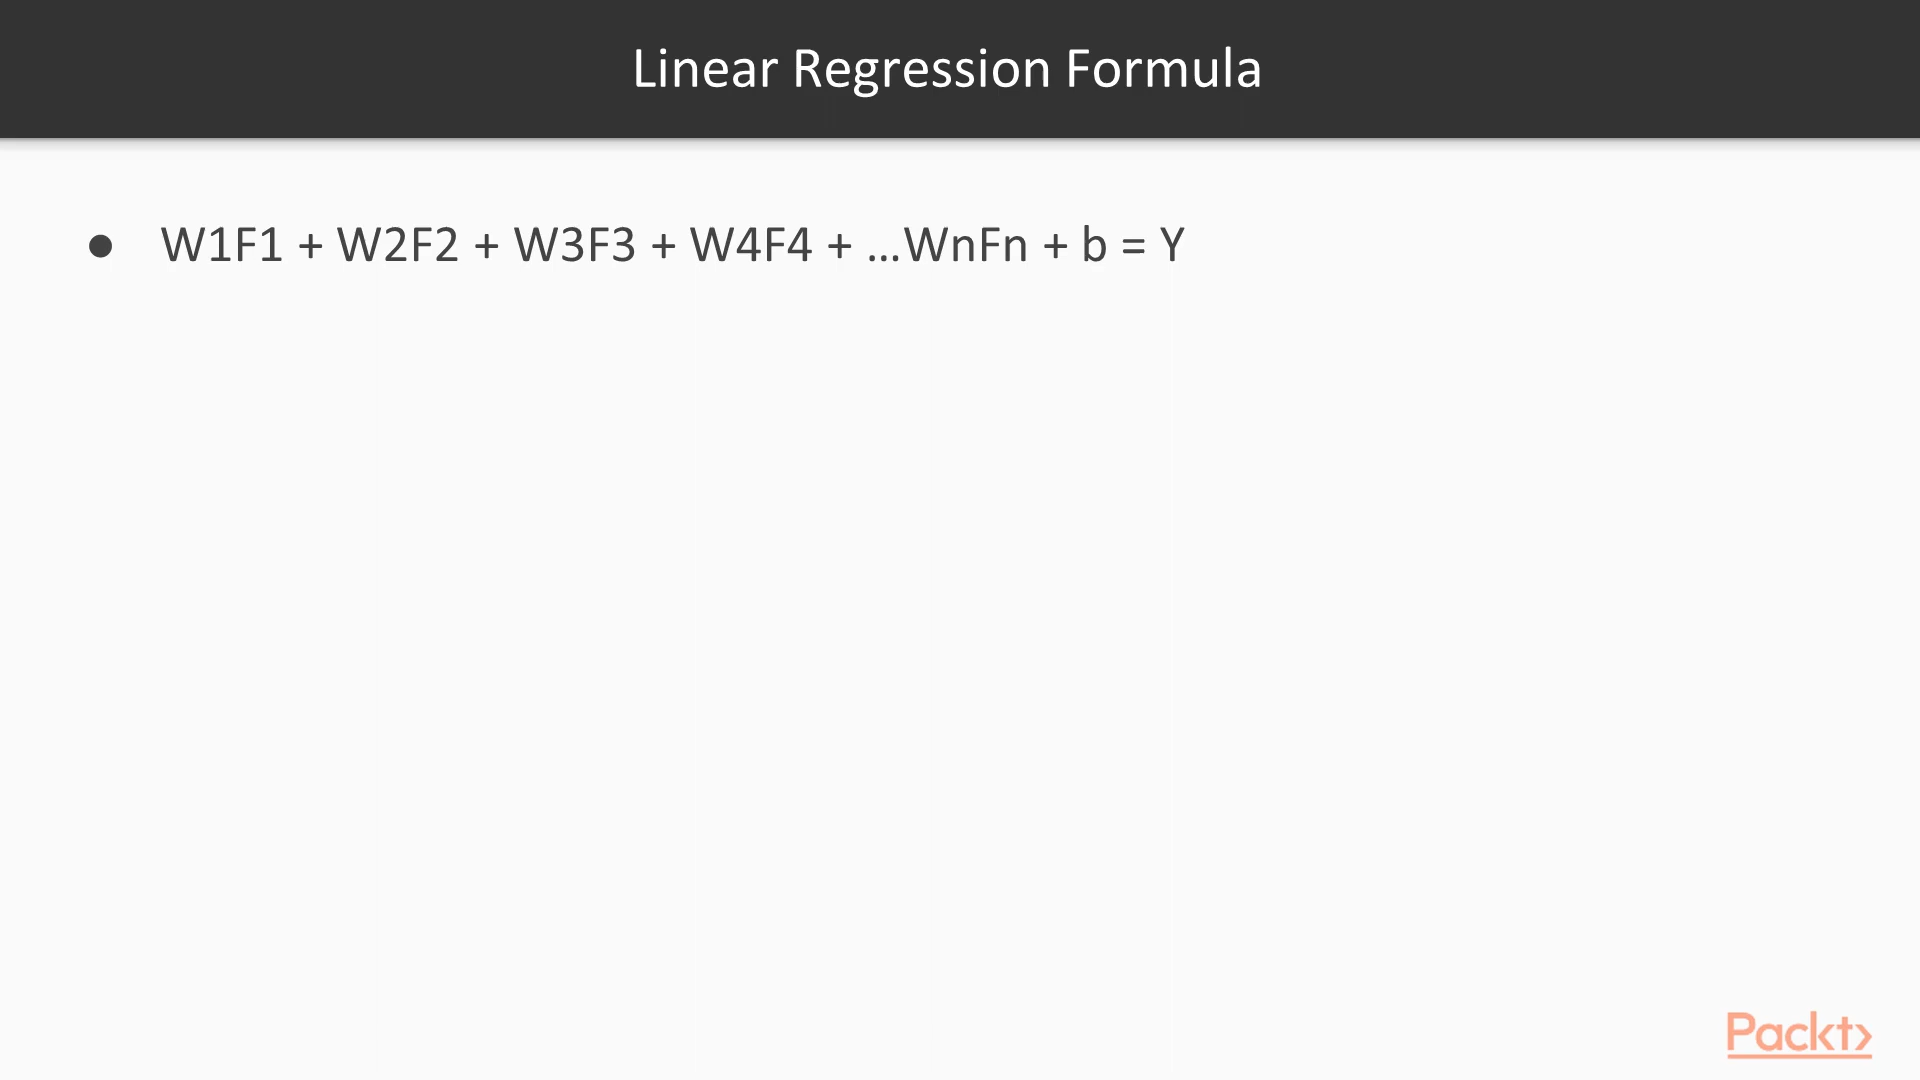 Linear Regression Formula
● W1F1 + W2F2 + W3F3 + W4F4 + ...WnFn + b = Y
Packt>